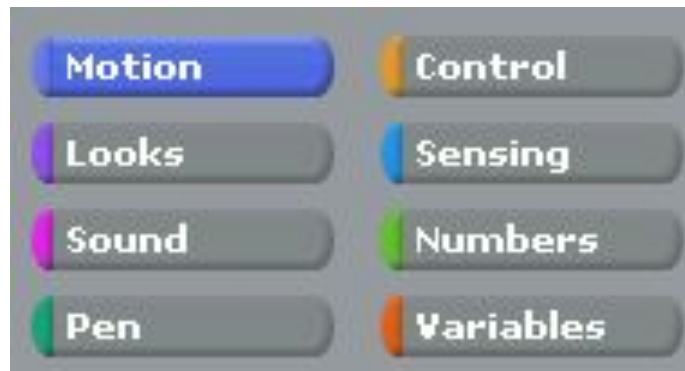 Motion
Control
Looks
Sensing
Sound
Numbers
Pen
Variables